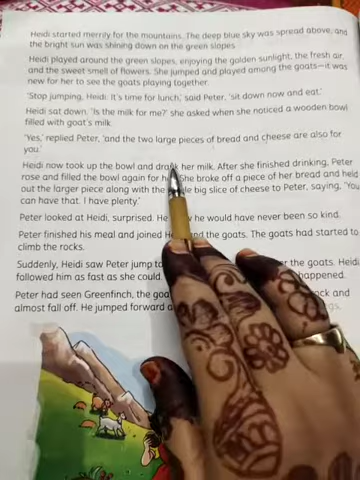 Heidi started merrily for the mountains. The deep blue sky was spread above, and
the bright sun was shining down on the green slopes.
Heidi played around the green slopes, enjoying the golden sunlight, the fresh air,
and the sweet smell of flowers. She jumped and played among the goats—it was
new for her to see the goats playing together.
'Stop jumping, Heidi. It's time for lunch,' said Peter, 'sit down now and eat.'
Heidi sat down. 'Is the milk for me?' she asked when she noticed a wooden bowl
filled with goat's milk.
'Yes,' replied Peter, 'and the two large pieces of bread and cheese are also for
you.'
Heidi now took up the bowl and drank her milk. After she finished drinking, Peter
rose and filled the bowl again for She broke off a piece of her bread and held
out the larger piece along with the big slice of cheese to Peter, saying, 'You
can have that. I have plenty.'
Peter looked at Heidi, surprised. He he would have never been so kind.
Peter finished his meal and joined H and the goats. The goats had started to
climb the rocks.
Suddenly, Heidi saw Peter jump to er the goats. Heidi
followed him as fast as she could. happened.
Peter had seen Greenfinch, the goa ock and
almost fall off. He jumped forward a gs.